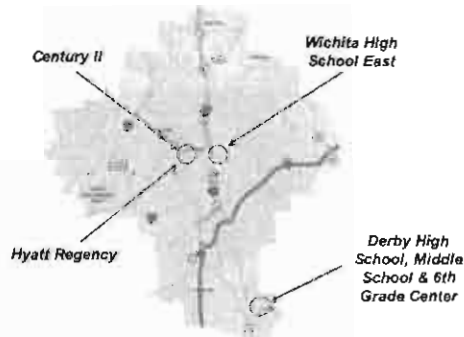 Century II
Wichita High
School East
Hyatt Regency
Derby High
School, Middle
School & 6th
Grade Center